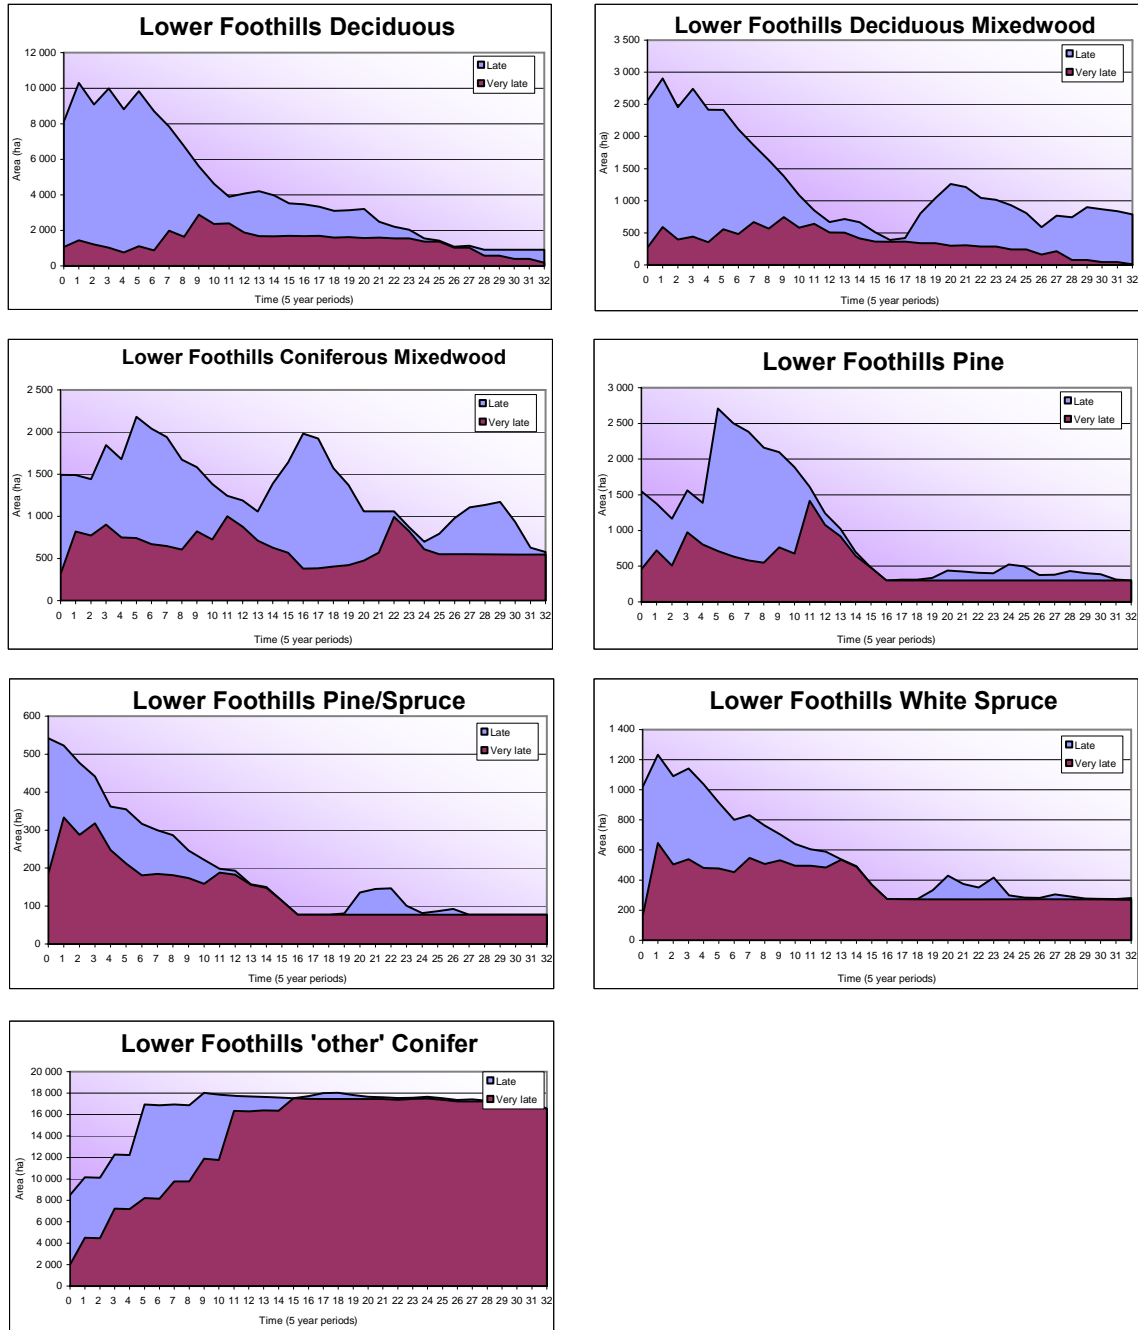 Lower Foothills Deciduous
12 000
10 000
8 000
6 000
4 000
2 000
0
Area (ha)
Late
Very late
0 1 2 3 4 5 6 7 8 9 10 11 12 13 14 15 16 17 18 19 20 21 22 23 24 25 26 27 28 29 30 31 32
Time (5 year periods)
Lower Foothills Deciduous Mixedwood
3 500
3 000
2 500
2 000
1 500
1 000
500
0
Area (ha)
Late
Very late
0 1 2 3 4 5 6 7 8 9 10 11 12 13 14 15 16 17 18 19 20 21 22 23 24 25 26 27 28 29 30 31 32
Time (5 year periods)
Lower Foothills Coniferous Mixedwood
2 500
2 000
1 500
1 000
500
0
Area (ha)
Late
Very late
0 1 2 3 4 5 6 7 8 9 10 11 12 13 14 15 16 17 18 19 20 21 22 23 24 25 26 27 28 29 30 31 32
Time (5 year periods)
Lower Foothills Pine
3 000
2 500
2 000
1 500
1 000
500
0
Area (ha)
Late
Very late
0 1 2 3 4 5 6 7 8 9 10 11 12 13 14 15 16 17 18 19 20 21 22 23 24 25 26 27 28 29 30 31 32
Time (5 year periods)
Lower Foothills Pine/Spruce
600
500
400
300
200
100
0
Area (ha)
Late
Very late
0 1 2 3 4 5 6 7 8 9 10 11 12 13 14 15 16 17 18 19 20 21 22 23 24 25 26 27 28 29 30 31 32
Time (5 year periods)
Lower Foothills White Spruce
1 400
1 200
1 000
800
600
400
200
0
Area (ha)
Late
Very late
0 1 2 3 4 5 6 7 8 9 10 11 12 13 14 15 16 17 18 19 20 21 22 23 24 25 26 27 28 29 30 31 32
Time (5 year periods)
Lower Foothills 'other' Conifer
20 000
18 000
16 000
14 000
12 000
10 000
8 000
6 000
4 000
2 000
0
Area (ha)
Late
Very late
0 1 2 3 4 5 6 7 8 9 10 11 12 13 14 15 16 17 18 19 20 21 22 23 24 25 26 27 28 29 30 31 32
Time (5 year periods)